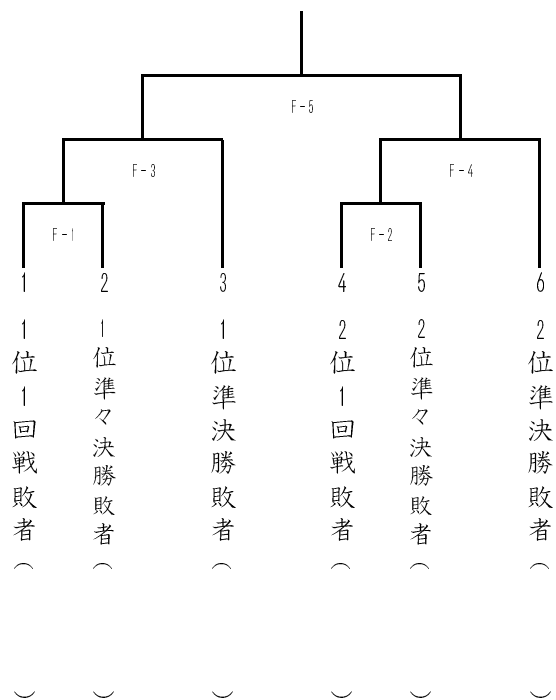 F-5
F-3
F-4
F-1
F-2
1
2
3
4
5
6
1位1回戦敗者（　　　）
1位準々決勝敗者（　　　）
1位準決勝敗者（　　　）
2位1回戦敗者（　　　）
2位準々決勝敗者（　　　）
2位準決勝敗者（　　　）